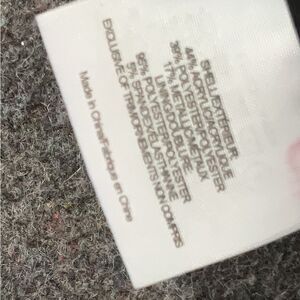 SHELL/EXTÉRIEUR
44% ACRYLIC/ACRYLIQUE
39% POLYESTER/POLYESTER
17% METALLIC/METALLIQUE
LINING/DOUBLURE
95% POLYESTER/POLYESTER
5% SPANDEX/ELASTHANNE
EXCLUSIVE OF TRIM/ORNEMENTS NON COMPRIS
Made in China/Fabriqué en Chine